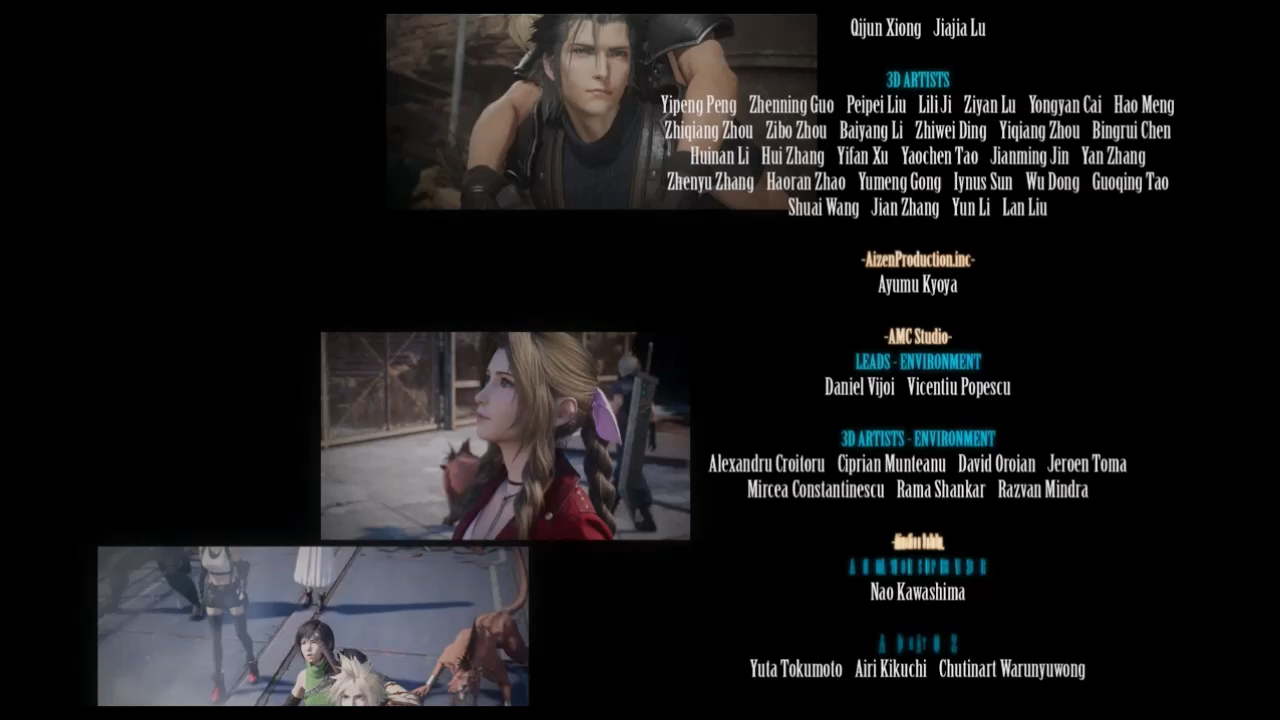 Qijun Xiong Jiajia Lu
3D ARTISTS
Yipeng Peng Zhenning Guo Peipei Liu Lili Ji Ziyan Lu Yongyan Cai Hao Meng
Zhiqiang Zhou Zibo Zhou Baiyang Li Zhiwei Ding Yiqiang Zhou Bingrui Chen
Huinan Li Hui Zhang Yifan Xu Yaochen Tao Jianming Jin Yan Zhang
Zhenyu Zhang Haoran Zhao Yumeng Gong Iynus Sun Wu Dong Guoqing Tao
Shuai Wang Jian Zhang Yun Li Lan Liu
-AizenProduction.inc-
Ayumu Kyoya
-AMC Studio-
LEADS - ENVIRONMENT
Daniel Vijoi Vicentiu Popescu
3D ARTISTS - ENVIRONMENT
Alexandru Croitoru Ciprian Munteanu David Oroian Jeroen Toma
Mircea Constantinescu Rama Shankar Razvan Mindra
Nao Kawashima
Yuta Tokumoto Airi Kikuchi Chutinart Warunyuwong